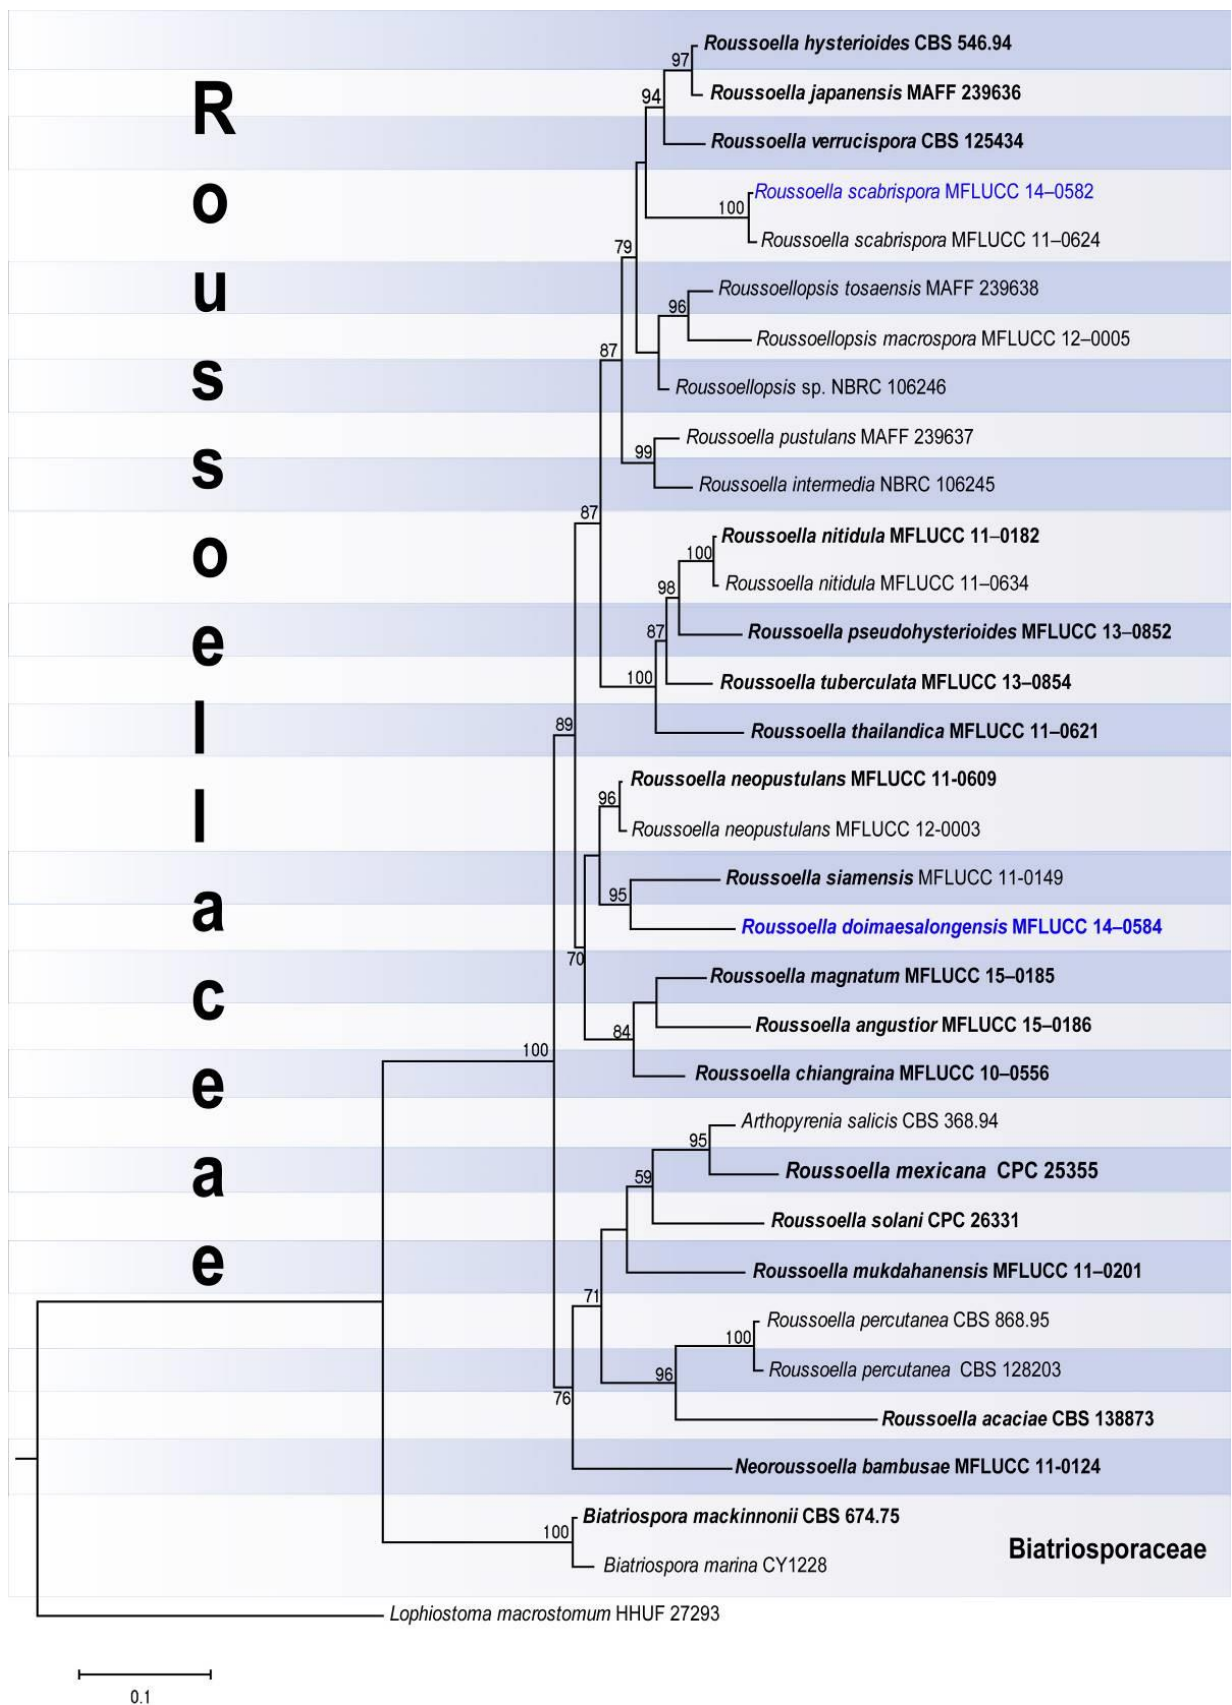 Roussoellaceae
97
Roussoella hysterioides CBS 546.94
Roussoella japanensis MAFF 239636
94
Roussoella verrucispora CBS 125434
Roussoella scabrispora MFLUCC 14–0582
100
Roussoella scabrispora MFLUCC 11–0624
79
Roussoellopsis tosaensis MAFF 239638
96
Roussoellopsis macrospora MFLUCC 12–0005
87
Roussoellopsis sp. NBRC 106246
Roussoella pustulans MAFF 239637
99
Roussoella intermedia NBRC 106245
87
Roussoella nitidula MFLUCC 11–0182
100
Roussoella nitidula MFLUCC 11–0634
98
Roussoella pseudohysterioides MFLUCC 13–0852
87
Roussoella tuberculata MFLUCC 13–0854
100
Roussoella thailandica MFLUCC 11–0621
89
Roussoella neopustulans MFLUCC 11-0609
96
Roussoella neopustulans MFLUCC 12-0003
Roussoella siamensis MFLUCC 11-0149
95
Roussoella doimaesalongensis MFLUCC 14–0584
70
Roussoella magnatum MFLUCC 15–0185
Roussoella angustior MFLUCC 15–0186
84
Roussoella chiangraina MFLUCC 10–0556
100
Arthopyrenia salicis CBS 368.94
95
Roussoella mexicana CPC 25355
59
Roussoella solani CPC 26331
Roussoella mukdahanensis MFLUCC 11–0201
71
Roussoella percutanea CBS 868.95
100
Roussoella percutanea CBS 128203
96
Roussoella acaciae CBS 138873
76
Neoroussoella bambusae MFLUCC 11-0124
Biatriospora mackinnonii CBS 674.75
100
Biatriospora marina CY1228
Biatriosporaceae
Lophiostoma macrostomum HHUF 27293
0.1